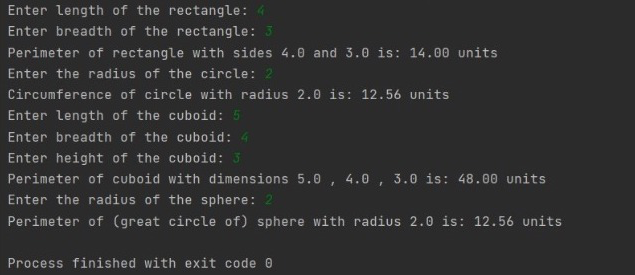 Enter length of the rectangle: 4
Enter breadth of the rectangle: 3
Perimeter of rectangle with sides 4.0 and 3.0 is: 14.00 units
Enter the radius of the circle: 2
Circumference of circle with radius 2.0 is: 12.56 units
Enter length of the cuboid: 5
Enter breadth of the cuboid: 4
Enter height of the cuboid: 3
Perimeter of cuboid with dimensions 5.0 , 4.0 , 3.0 is: 48.00 units
Enter the radius of the sphere: 2
Perimeter of (great circle of) sphere with radius 2.0 is: 12.56 units
Process finished with exit code 0